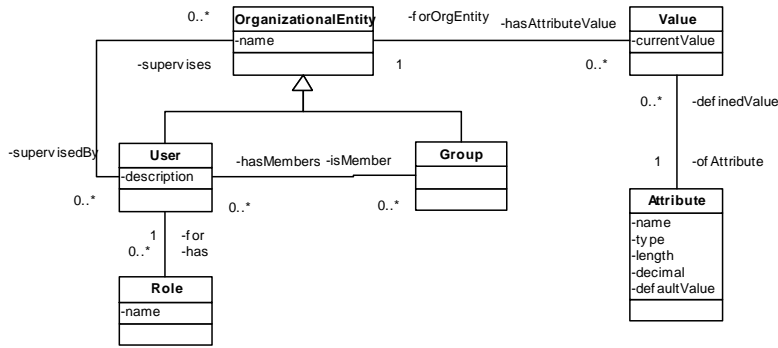 0..*
OrganizationalEntity
-name
-forOrgEntity
-hasAttributeValue
Value
-currentValue
-supervises
1
0..*
0..*
-definedValue
-supervisedBy
User
-description
-hasMembers
-isMember
Group
1
-ofAttribute
0..*
0..*
0..*
Attribute
-name
-type
-length
-decimal
-defaultValue
1
-for
0..*
-has
Role
-name